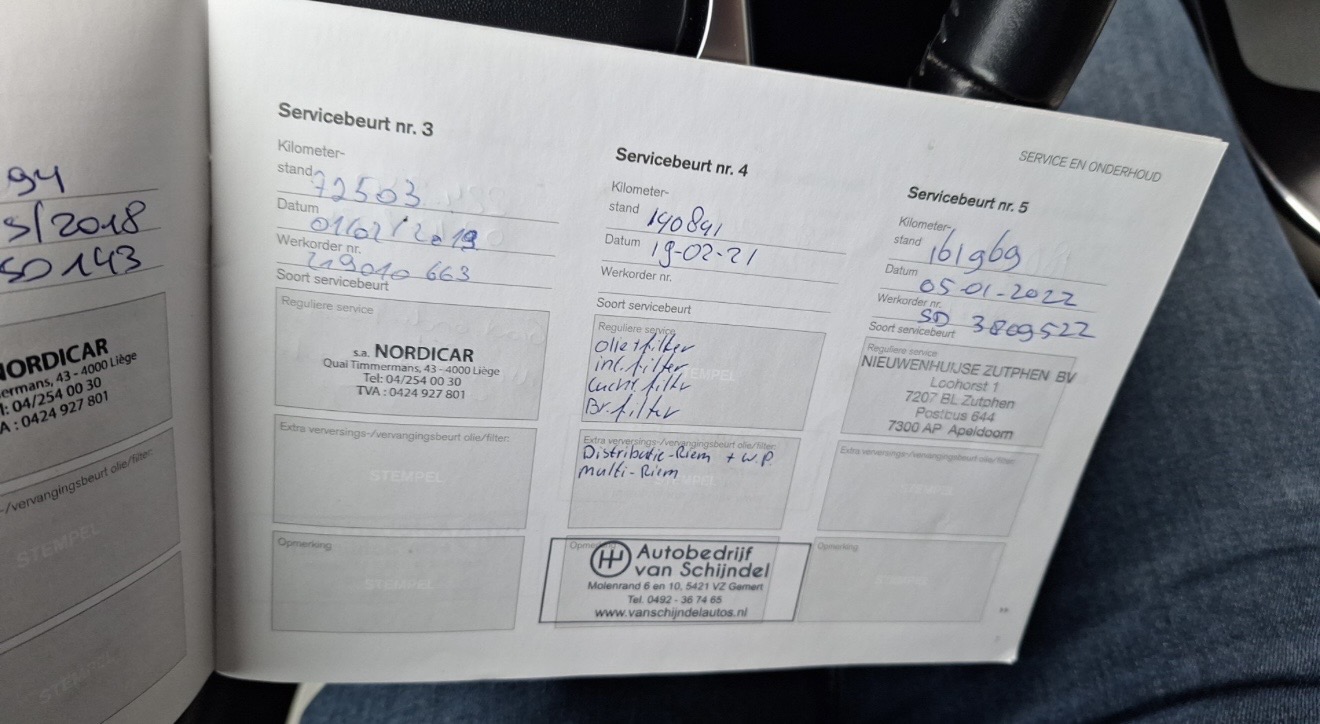 94
5/2018
SD143
NORDICAR
ermans, 43 - 4000 Liège
l: 04/254 00 30
A : 0424 927 801
-/vervangingsbeurt olie/filter:
STEMPEL
STEMPEL
SERVICE EN ONDERHOUD
Servicebeurt nr. 3
Kilometer-
stand 72503
Datum 01/02/2019
Werkorder nr. 219010 663
Soort servicebeurt
Reguliere service
s.a. NORDICAR
Quai Timmermans, 43 - 4000 Liège
Tel: 04/254 00 30
TVA : 0424 927 801
Extra verversings-/vervangingsbeurt olie/filter:
STEMPEL
Opmerking
STEMPEL
Servicebeurt nr. 4
Kilometer-
stand 140841
Datum 19-02-21
Werkorder nr.
Soort servicebeurt
Reguliere service
Olie+filter
int. filter
Lucht filter
Br. filter
Extra verversings-/vervangingsbeurt olie/filter:
Distributie-Riem + W.P.
multi-Riem
Autobedrijf
van Schijndel
Molenrand 6 en 10, 5421 VZ Gemert
Tel. 0492 - 36 74 65
www.vanschijndelautos.nl
Servicebeurt nr. 5
Kilometer-
stand 161969
Datum 05-01-2022
Werkorder nr. SD 3809522
Soort servicebeurt
Reguliere service
NIEUWENHUIJSE ZUTPHEN BV
Loohorst 1
7207 BL Zutphen
Postbus 644
7300 AP Apeldoorn
Extra verversings-/vervangingsbeurt olie/filter:
Opmerking